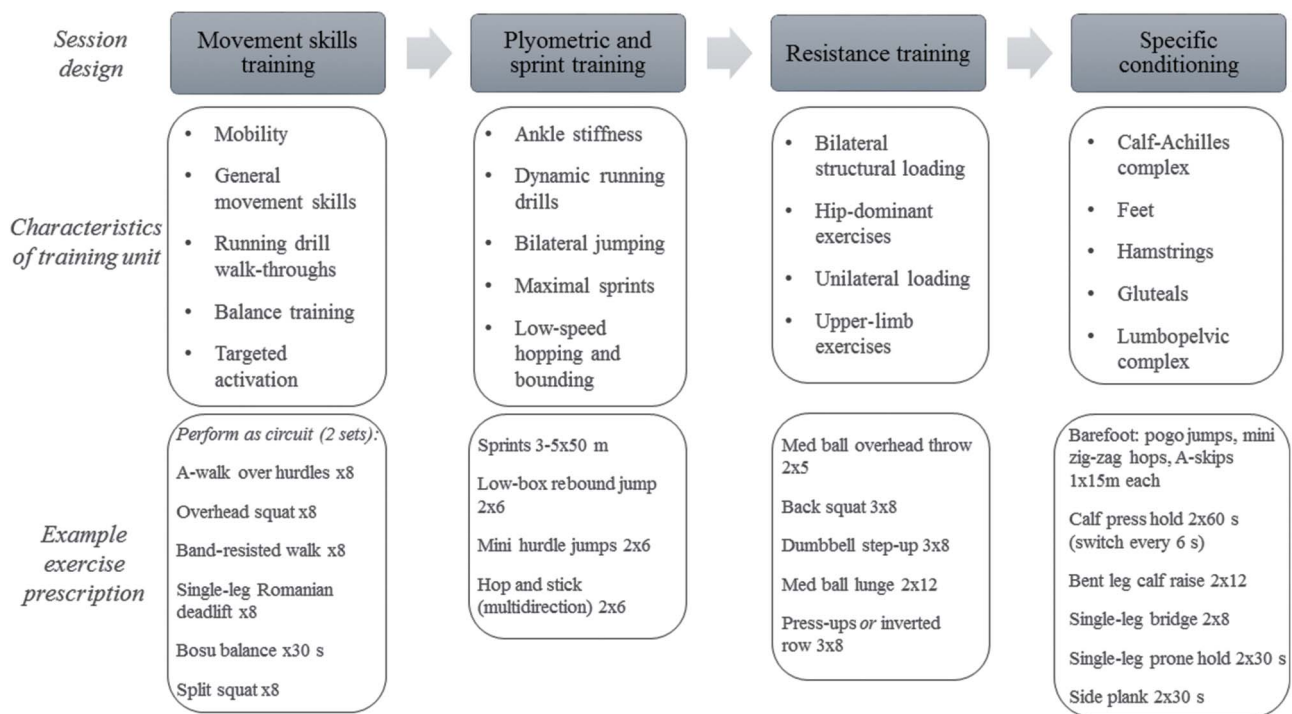 Session
design
Movement skills
training
Plyometric and
sprint training
Resistance training
Specific
conditioning
Characteristics
of training unit
• Mobility
• General
movement skills
• Running drill
walk-throughs
• Balance training
• Targeted
activation
• Ankle stiffness
• Dynamic running
drills
• Bilateral jumping
• Maximal sprints
• Low-speed
hopping and
bounding
• Bilateral
structural loading
• Hip-dominant
exercises
• Unilateral loading
• Upper-limb
exercises
• Calf-Achilles
complex
• Feet
• Hamstrings
• Gluteals
• Lumbopelvic
complex
Example
exercise
prescription
Perform as circuit (2 sets):
A-walk over hurdles x8
Overhead squat x8
Band-resisted walk x8
Single-leg Romanian
deadlift x8
Bosu balance x30 s
Split squat x8
Sprints 3-5x50 m
Low-box rebound jump
2x6
Mini hurdle jumps 2x6
Hop and stick
(multidirection) 2x6
Med ball overhead throw
2x5
Back squat 3x8
Dumbbell step-up 3x8
Med ball lunge 2x12
Press-ups or inverted
row 3x8
Barefoot: pogo jumps, mini
zig-zag hops, A-skips
1x15m each
Calf press hold 2x60 s
(switch every 6 s)
Bent leg calf raise 2x12
Single-leg bridge 2x8
Single-leg prone hold 2x30 s
Side plank 2x30 s